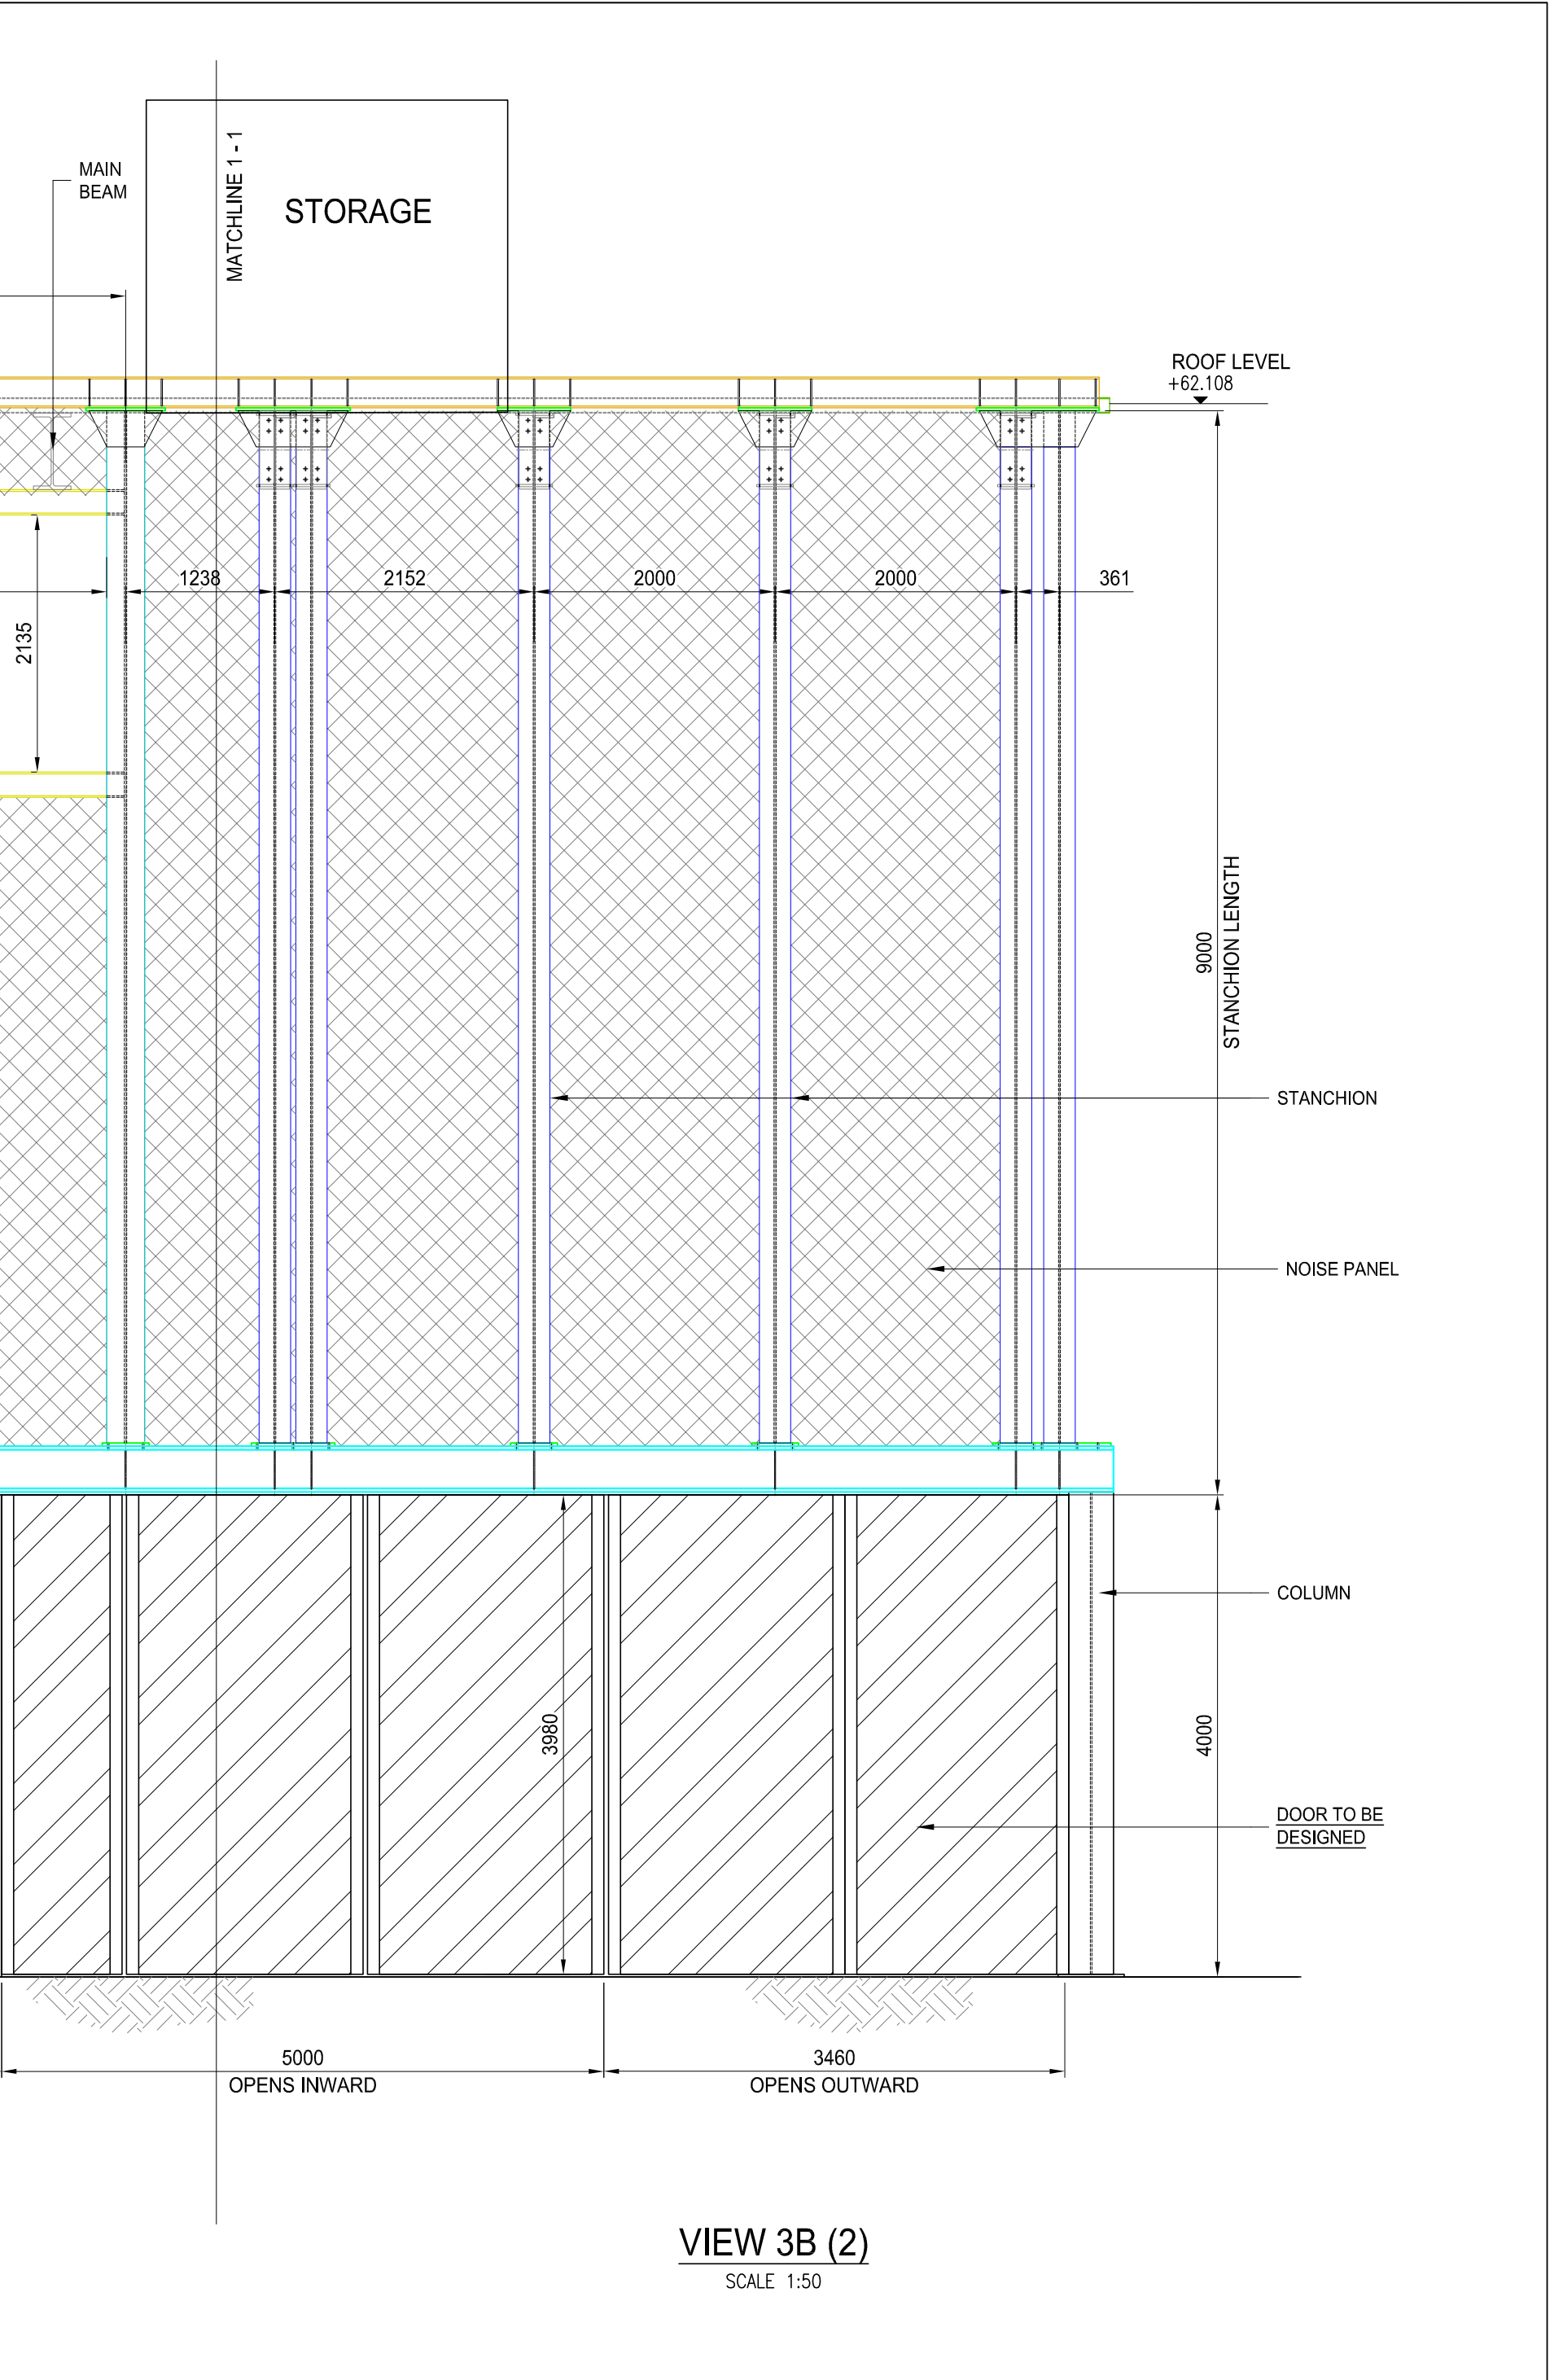 MAIN
BEAM
MATCHLINE 1 - 1
STORAGE
ROOF LEVEL
+62.108
1238
2152
2000
2000
361
2135
9000
STANCHION LENGTH
STANCHION
NOISE PANEL
COLUMN
3980
4000
DOOR TO BE
DESIGNED
5000
OPENS INWARD
3460
OPENS OUTWARD
VIEW 3B (2)
SCALE 1:50